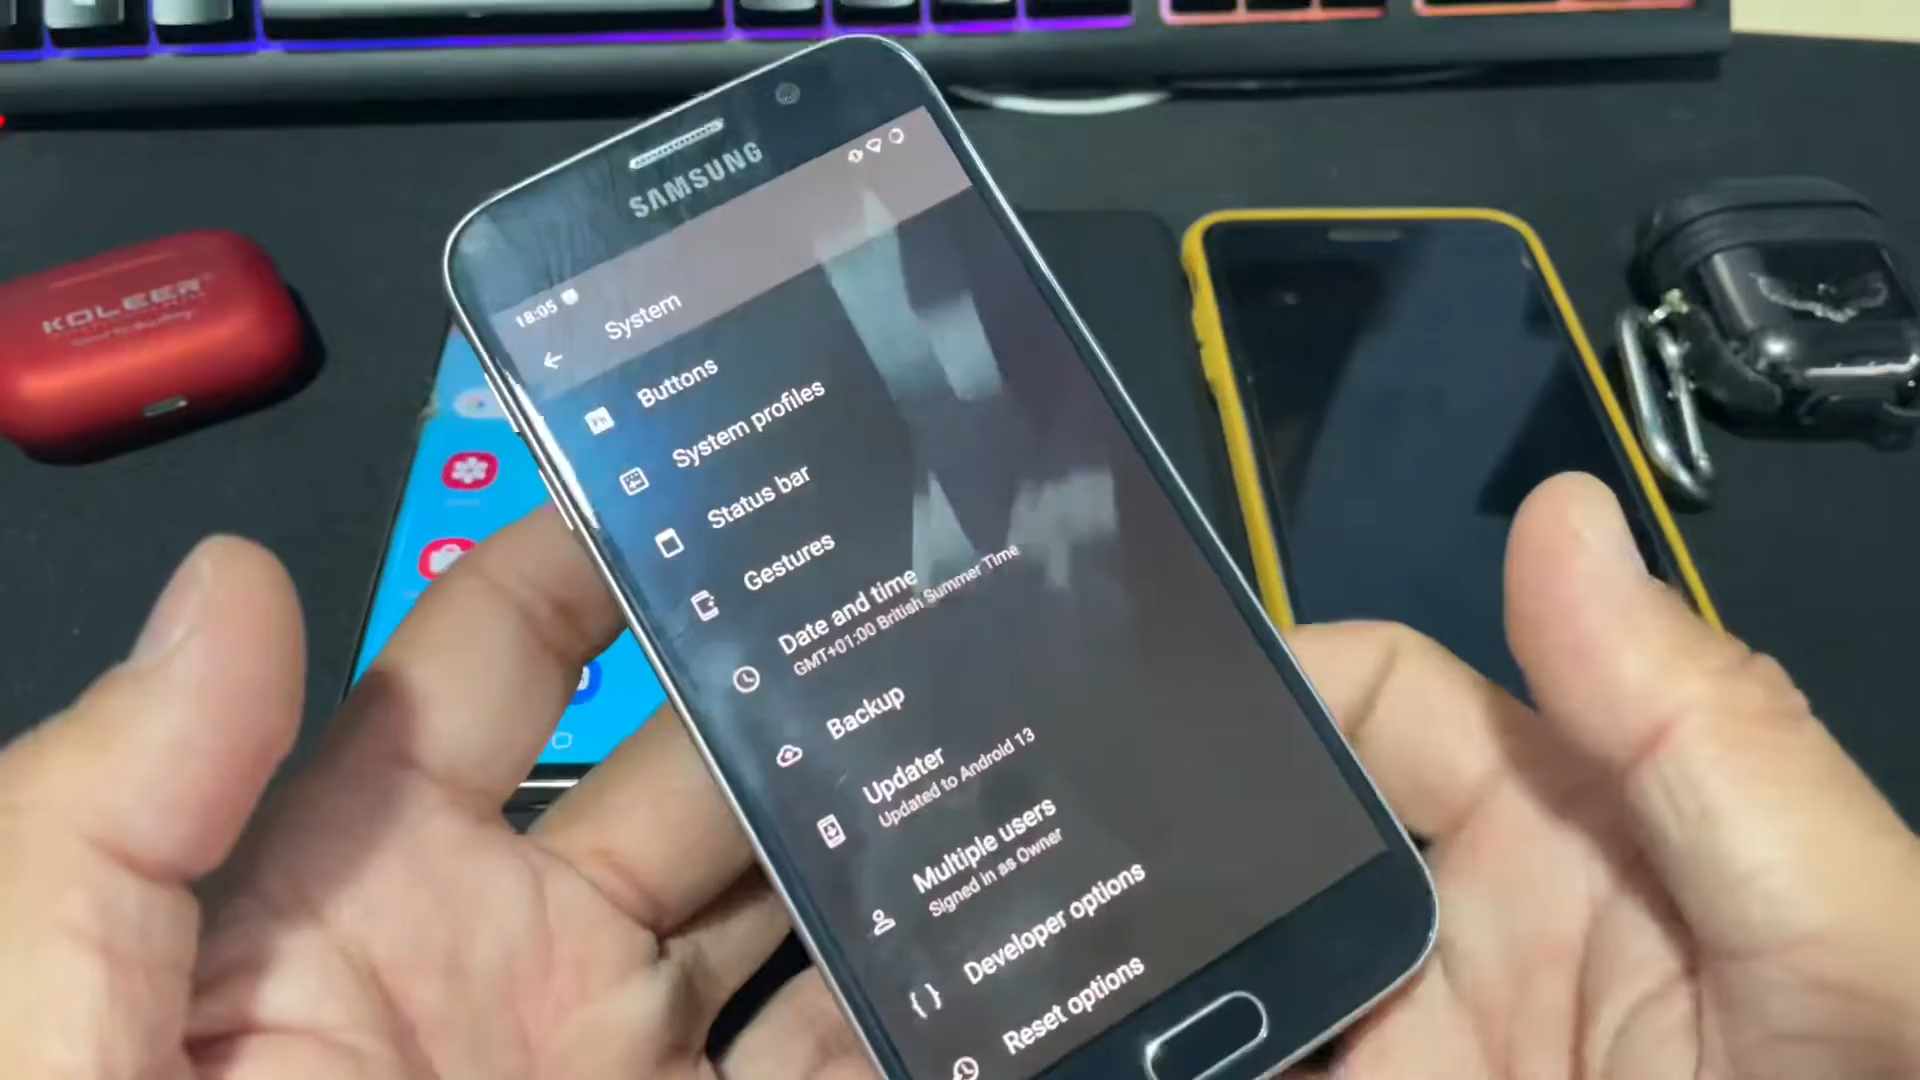 SAMSUNG
18:05
System
Buttons
System profiles
Status bar
Gestures
Date and time
GMT+01:00 British Summer Time
Backup
Updater
Updated to Android 13
Multiple users
Signed in as Owner
Developer options
Reset options
KOLEER